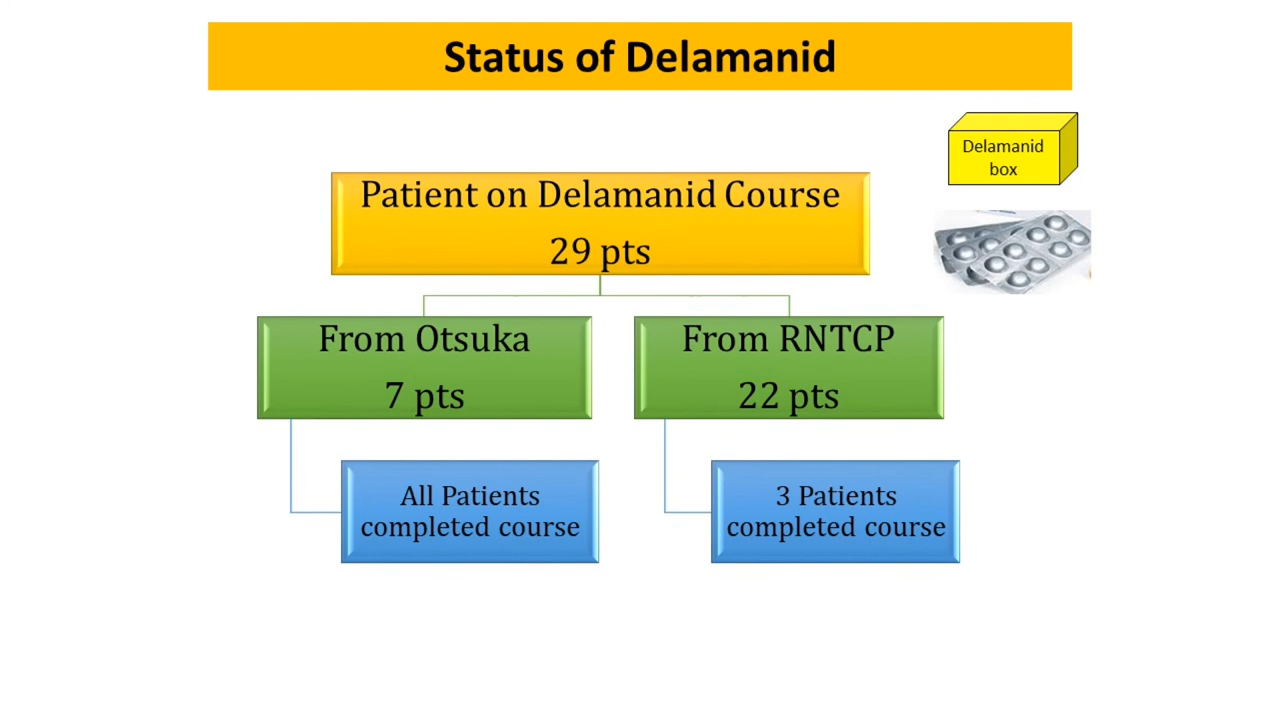 Status of Delamanid
Delamanid
box
Patient on Delamanid Course
29 pts
From Otsuka
7 pts
From RNTCP
22 pts
All Patients
completed course
3 Patients
completed course